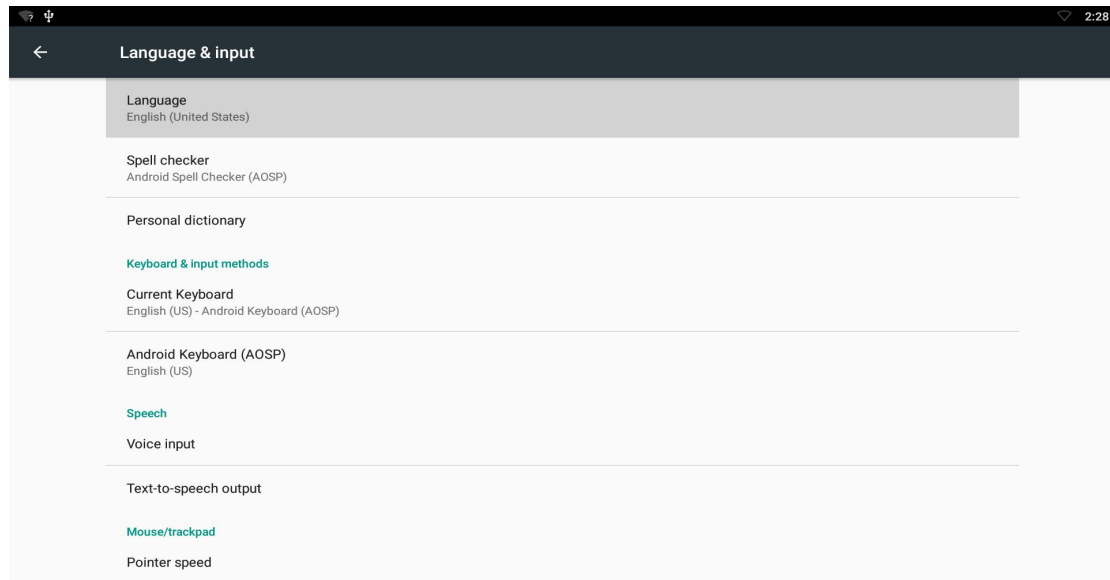 2:28
Language & input
Language
English (United States)
Spell checker
Android Spell Checker (AOSP)
Personal dictionary
Keyboard & input methods
Current Keyboard
English (US) - Android Keyboard (AOSP)
Android Keyboard (AOSP)
English (US)
Speech
Voice input
Text-to-speech output
Mouse/trackpad
Pointer speed